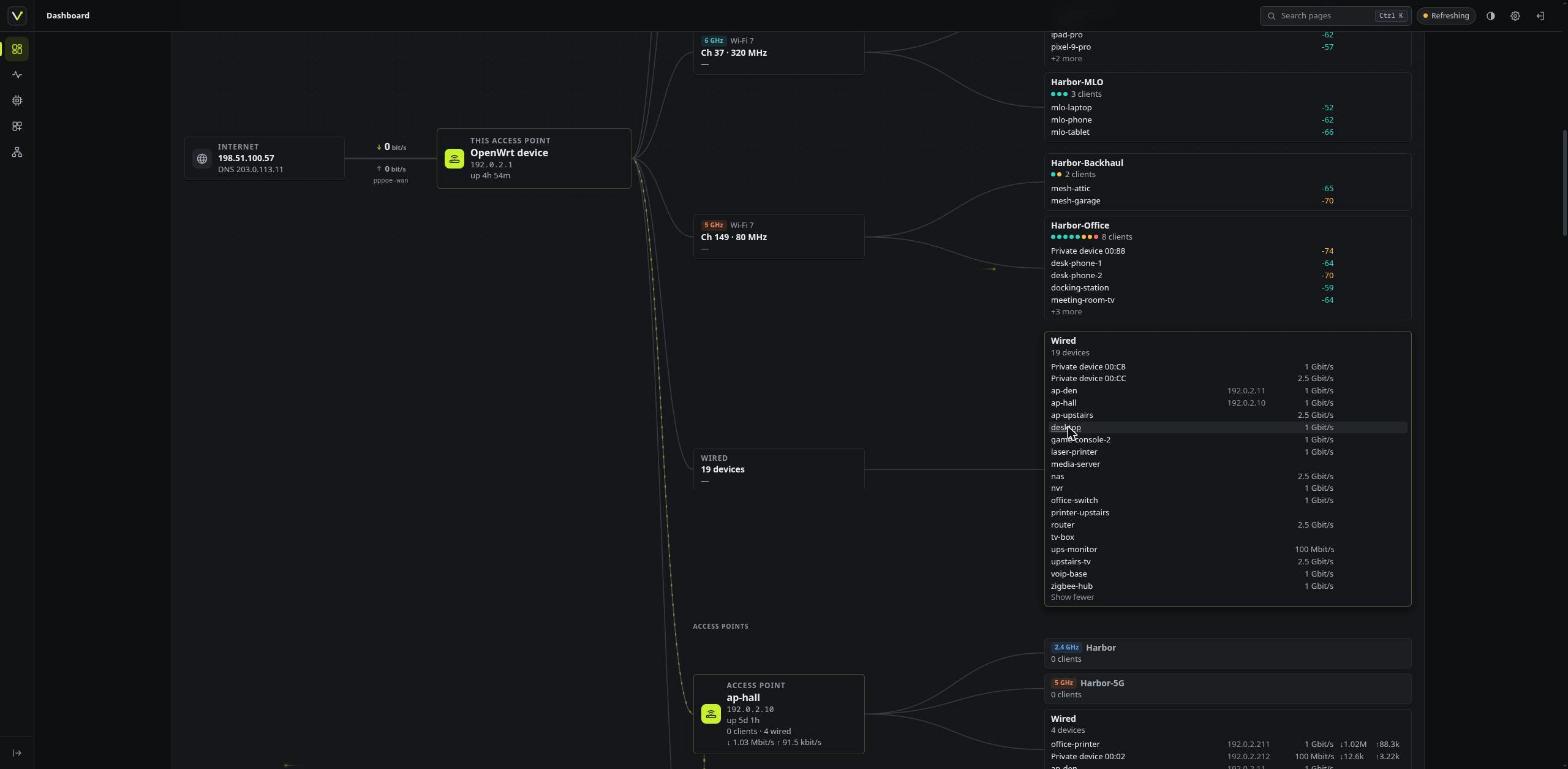 Dashboard
Search pages
Ctrl K
Refreshing
6 GHz Wi-Fi 7
Ch 37 · 320 MHz
—
ipad-pro -62
pixel-9-pro -57
+2 more
Harbor-MLO
3 clients
mlo-laptop -52
mlo-phone -62
mlo-tablet -66
INTERNET
198.51.100.57
DNS 203.0.113.11
↓ 0 bit/s
↑ 0 bit/s
pppoe-wan
THIS ACCESS POINT
OpenWrt device
192.0.2.1
up 4h 54m
Harbor-Backhaul
2 clients
mesh-attic -65
mesh-garage -70
5 GHz Wi-Fi 7
Ch 149 · 80 MHz
—
Harbor-Office
8 clients
Private device 00:88 -74
desk-phone-1 -64
desk-phone-2 -70
docking-station -59
meeting-room-tv -64
+3 more
WIRED
19 devices
—
Wired
19 devices
Private device 00:C8 1 Gbit/s
Private device 00:CC 2.5 Gbit/s
ap-den 192.0.2.11 1 Gbit/s
ap-hall 192.0.2.10 1 Gbit/s
ap-upstairs 2.5 Gbit/s
desktop 1 Gbit/s
game-console-2 1 Gbit/s
laser-printer 1 Gbit/s
media-server
nas 2.5 Gbit/s
nvr 1 Gbit/s
office-switch 1 Gbit/s
printer-upstairs
router 2.5 Gbit/s
tv-box
ups-monitor 100 Mbit/s
upstairs-tv 2.5 Gbit/s
voip-base 1 Gbit/s
zigbee-hub 1 Gbit/s
Show fewer
ACCESS POINTS
ACCESS POINT
ap-hall
192.0.2.10
up 5d 1h
0 clients · 4 wired
↓ 1.03 Mbit/s ↑ 91.5 kbit/s
2.4 GHz Harbor
0 clients
5 GHz Harbor-5G
0 clients
Wired
4 devices
office-printer 192.0.2.211 1 Gbit/s ↓1.02M ↑88.3k
Private device 00:02 192.0.2.212 100 Mbit/s ↓12.6k ↑3.22k